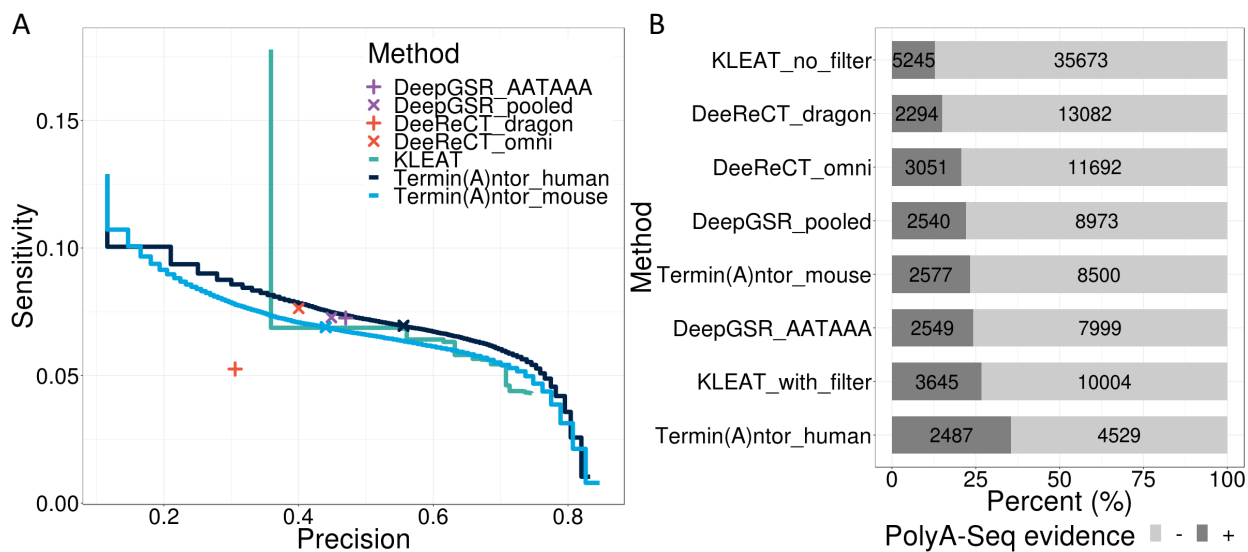 A
Sensitivity
0.15
0.10
0.05
0.00
0.2 0.4 0.6 0.8
Precision
Method
DeepGSR_AATAAA
DeepGSR_pooled
DeeReCT_dragon
DeeReCT_omni
KLEAT
Termin(A)ntor_human
Termin(A)ntor_mouse
B
Method
KLEAT_no_filter 5245 35673
DeeReCT_dragon 2294 13082
DeeReCT_omni 3051 11692
DeepGSR_pooled 2540 8973
Termin(A)ntor_mouse 2577 8500
DeepGSR_AATAAA 2549 7999
KLEAT_with_filter 3645 10004
Termin(A)ntor_human 2487 4529
0 25 50 75 100
Percent (%)
PolyA-Seq evidence - +